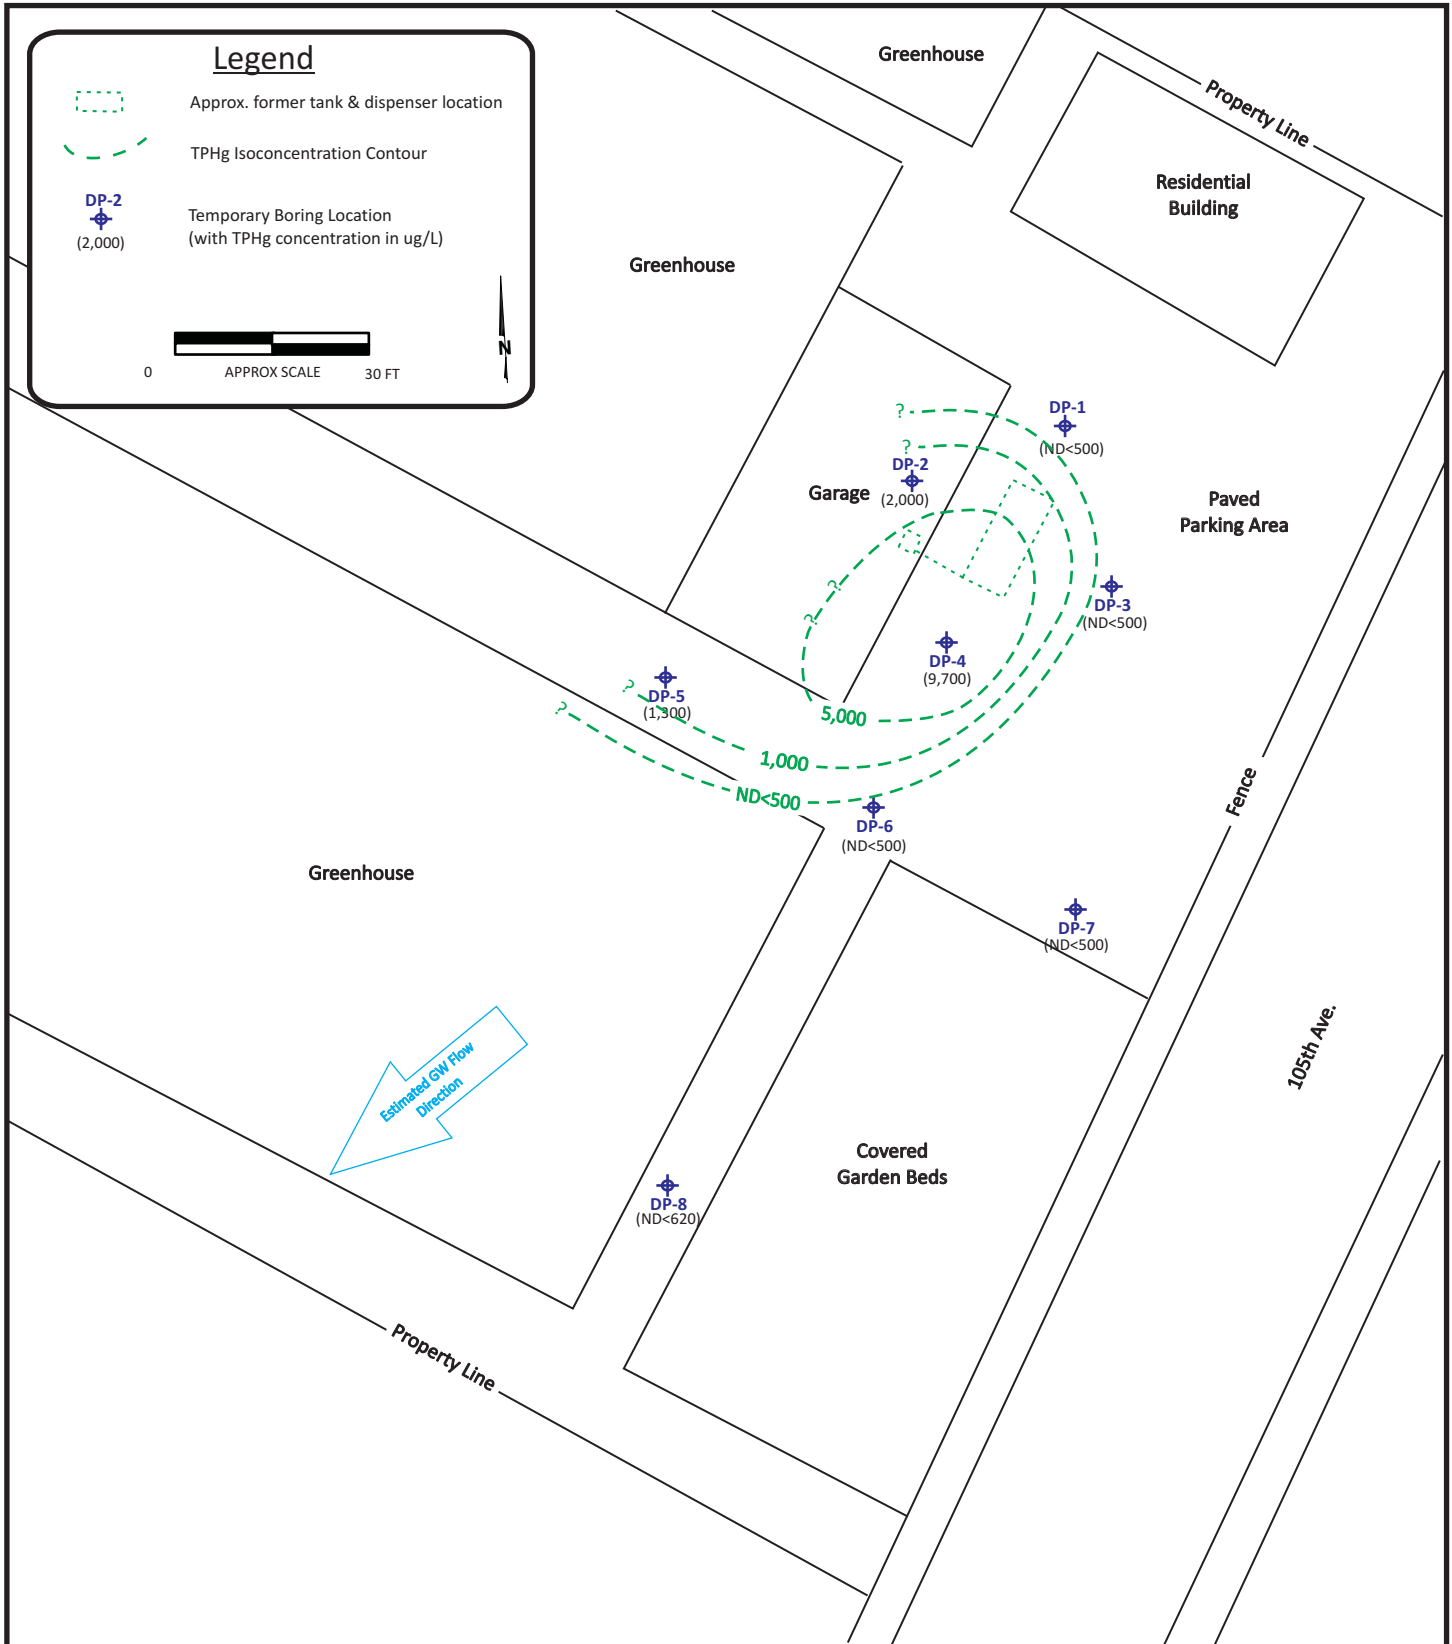 Legend
Approx. former tank & dispenser location
TPHg Isoconcentration Contour
DP-2
(2,000)
Temporary Boring Location
(with TPHg concentration in ug/L)
0
APPROX SCALE
30 FT
N
Greenhouse
Property Line
Residential
Building
Greenhouse
?
DP-1
(ND<500)
?
DP-2
(2,000)
Garage
Paved
Parking Area
?
?
DP-3
(ND<500)
DP-4
(9,700)
DP-5
(1,300)
?
?
5,000
1,000
ND<500
DP-6
(ND<500)
Fence
Greenhouse
DP-7
(ND<500)
105th Ave.
Estimated GW Flow
Direction
Covered
Garden Beds
DP-8
(ND<620)
Property Line